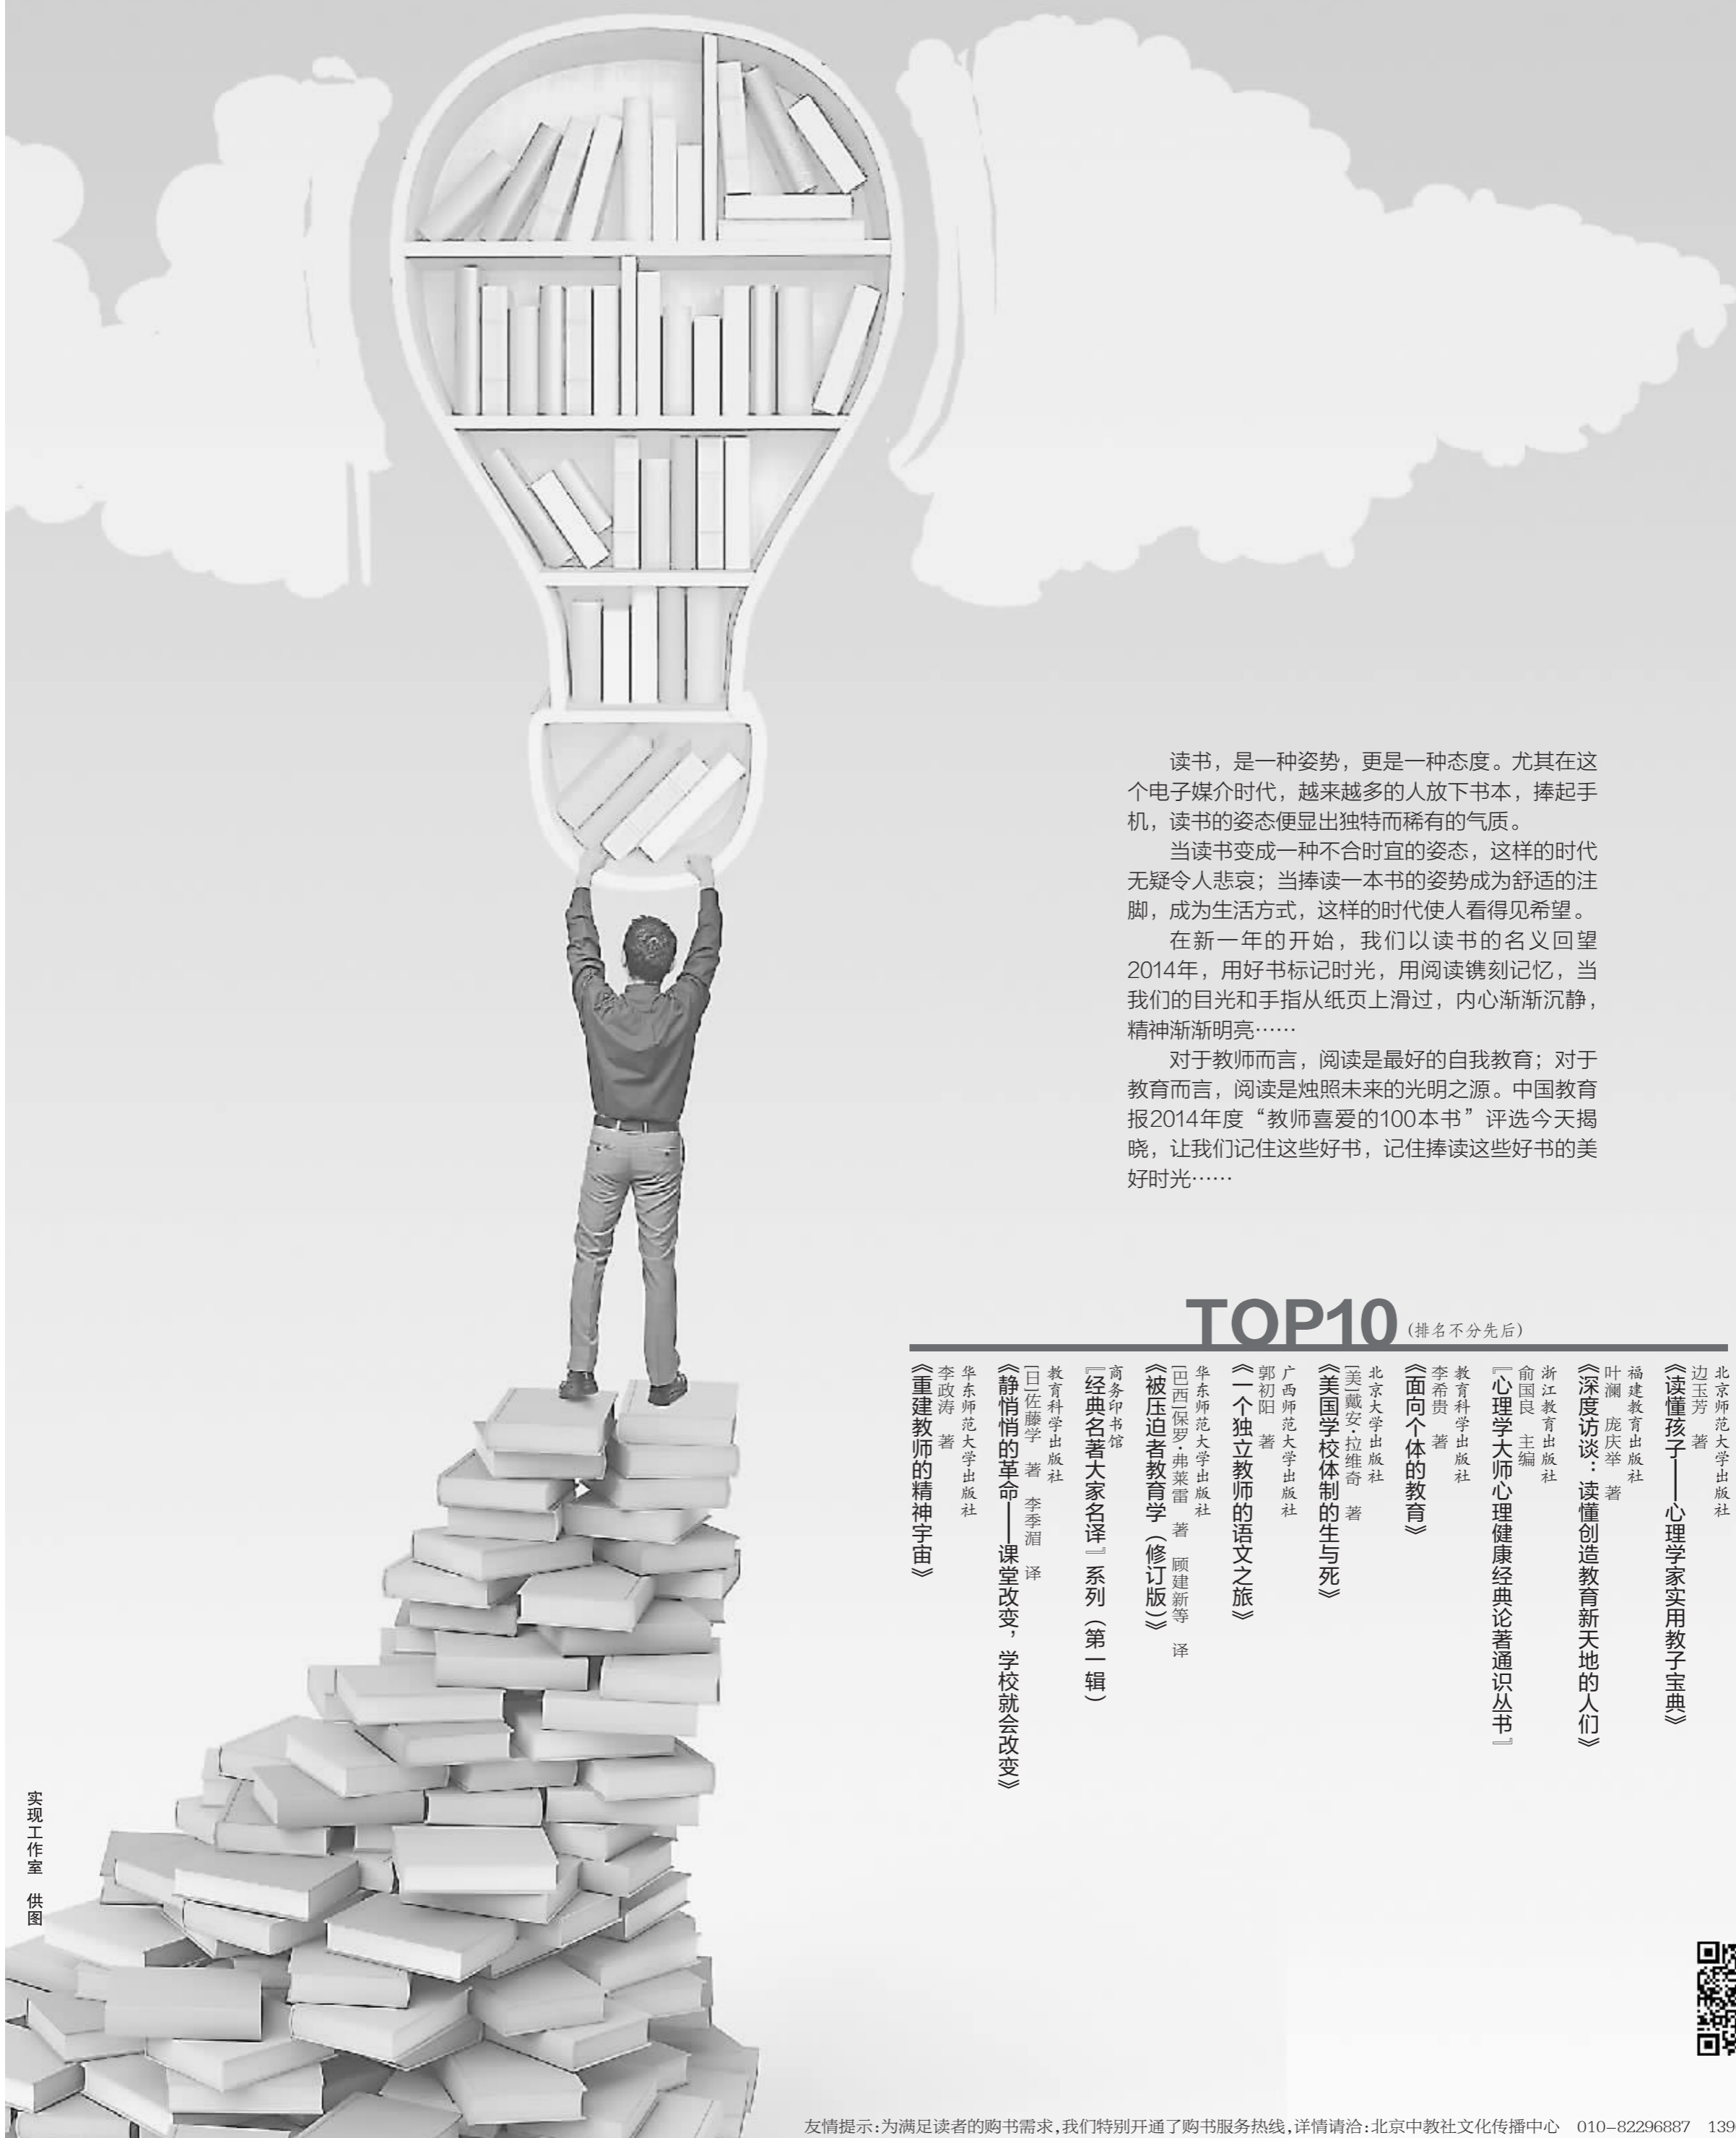 读书，是一种姿势，更是一种态度。尤其在这
个电子媒介时代，越来越多的人放下书本，捧起手
机，读书的姿态便显出独特而稀有的气质。
当读书变成一种不合时宜的姿态，这样的时代
无疑令人悲哀；当捧读一本书的姿势成为舒适的注
脚，成为生活方式，这样的时代使人看得见希望。
在新一年的开始，我们以读书的名义回望
2014年，用好书标记时光，用阅读镌刻记忆，当
我们的目光和手指从纸页上滑过，内心渐渐沉静，
精神渐渐明亮……
对于教师而言，阅读是最好的自我教育；对于
教育而言，阅读是烛照未来的光明之源。中国教育
报2014年度“教师喜爱的100本书”评选今天揭
晓，让我们记住这些好书，记住捧读这些好书的美
好时光……
TOP10（排名不分先后）
北京师范大学出版社
边玉芳　著
《读懂孩子——心理学家实用教子宝典》
福建教育出版社
叶澜　庞庆举　著
《深度访谈：读懂创造教育新天地的人们》
浙江教育出版社
俞国良　主编
『心理学大师心理健康经典论著通识丛书』
教育科学出版社
李希贵　著
《面向个体的教育》
北京大学出版社
[美]戴安·拉维奇　著
《美国学校体制的生与死》
广西师范大学出版社
郭初阳　著
《一个独立教师的语文之旅》
华东师范大学出版社
[巴西]保罗·弗莱雷　著　顾建新等　译
《被压迫者教育学（修订版）》
商务印书馆
『经典名著大家名译』系列（第一辑）
教育科学出版社
[日]佐藤学　著　李季湄　译
《静悄悄的革命——课堂改变，学校就会改变》
华东师范大学出版社
李政涛　著
《重建教师的精神宇宙》
实现工作室　供图
友情提示:为满足读者的购书需求,我们特别开通了购书服务热线,详情请洽:北京中教社文化传播中心　010-82296887　139